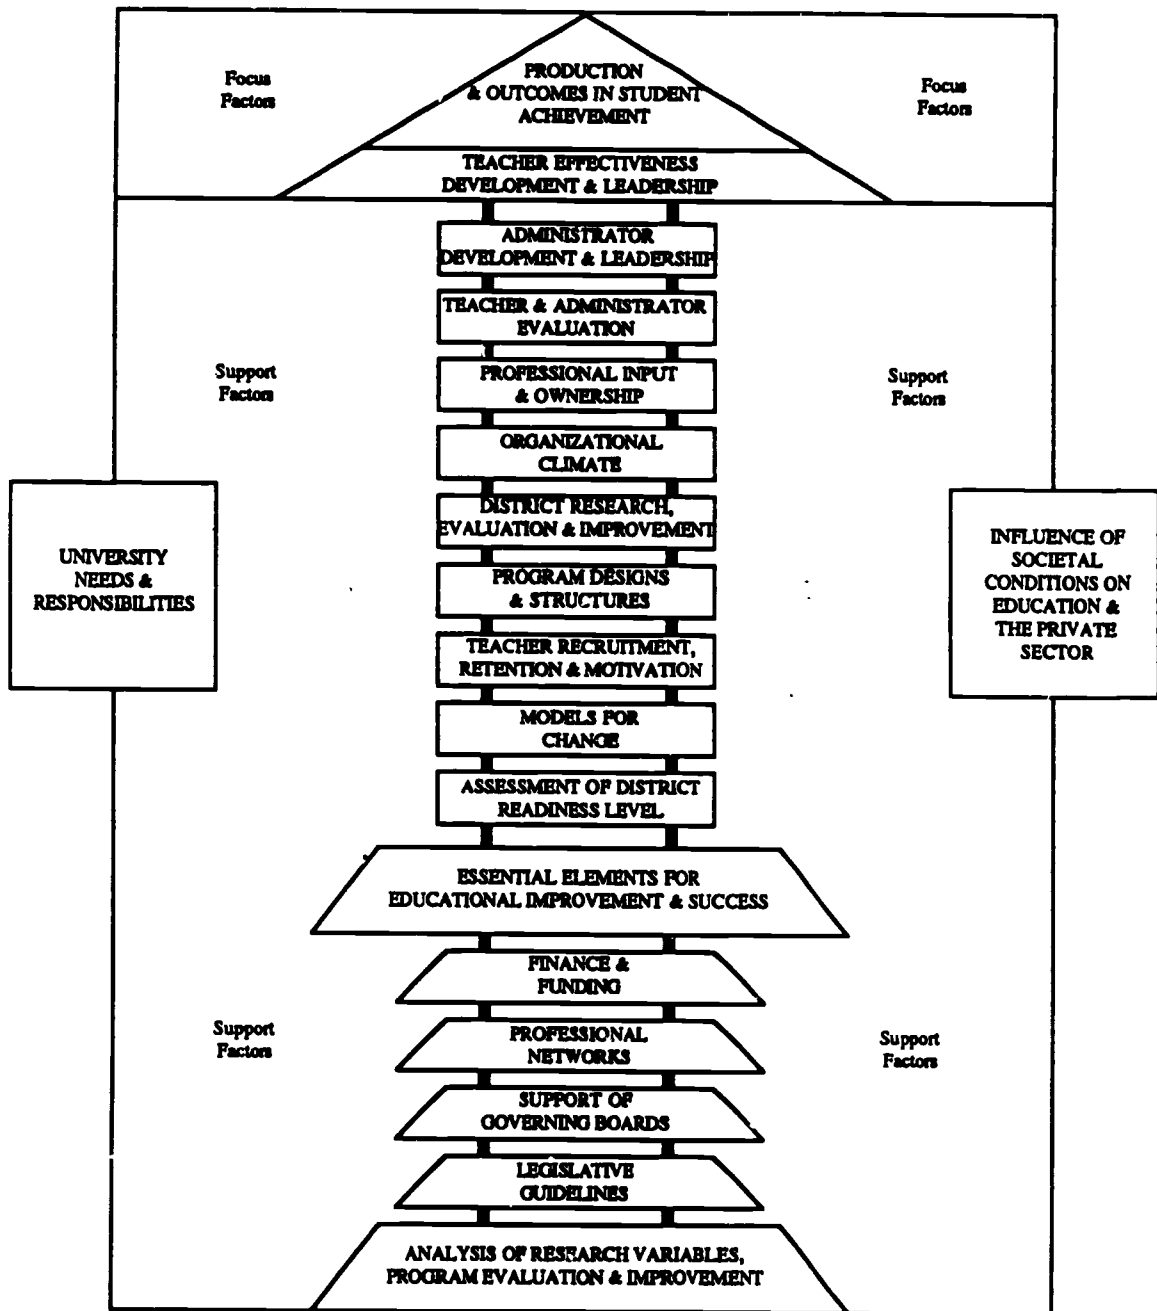 Focus
Factors
PRODUCTION
& OUTCOMES IN STUDENT
ACHIEVEMENT
Focus
Factors
TEACHER EFFECTIVENESS
DEVELOPMENT & LEADERSHIP
ADMINISTRATOR
DEVELOPMENT & LEADERSHIP
TEACHER & ADMINISTRATOR
EVALUATION
Support
Factors
PROFESSIONAL INPUT
& OWNERSHIP
Support
Factors
ORGANIZATIONAL
CLIMATE
DISTRICT RESEARCH,
EVALUATION & IMPROVEMENT
UNIVERSITY
NEEDS &
RESPONSIBILITIES
INFLUENCE OF
SOCIETAL
CONDITIONS ON
EDUCATION &
THE PRIVATE
SECTOR
PROGRAM DESIGNS
& STRUCTURES
TEACHER RECRUITMENT,
RETENTION & MOTIVATION
MODELS FOR
CHANGE
ASSESSMENT OF DISTRICT
READINESS LEVEL
ESSENTIAL ELEMENTS FOR
EDUCATIONAL IMPROVEMENT & SUCCESS
FINANCE &
FUNDING
Support
Factors
PROFESSIONAL
NETWORKS
Support
Factors
SUPPORT OF
GOVERNING BOARDS
LEGISLATIVE
GUIDELINES
ANALYSIS OF RESEARCH VARIABLES,
PROGRAM EVALUATION & IMPROVEMENT